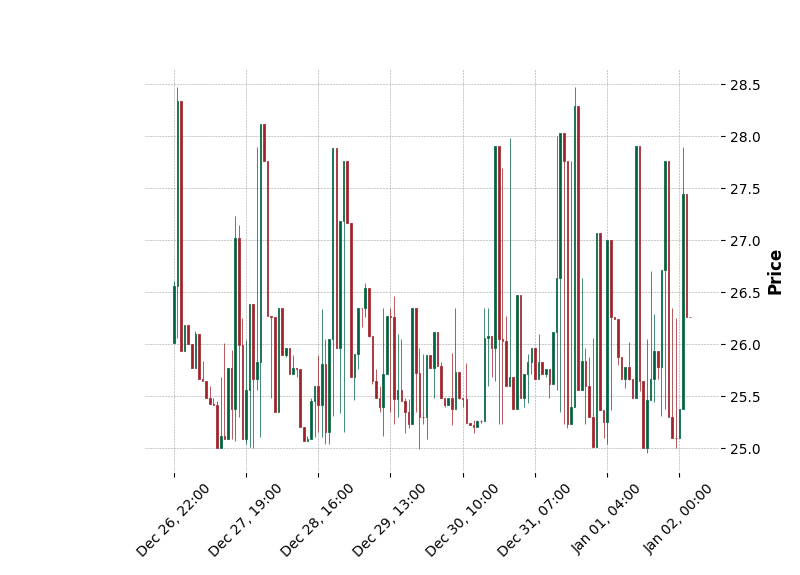 28.5
28.0
27.5
27.0
26.5
26.0
25.5
25.0
Price
Dec 26, 22:00
Dec 27, 19:00
Dec 28, 16:00
Dec 29, 13:00
Dec 30, 10:00
Dec 31, 07:00
Jan 01, 04:00
Jan 02, 00:00